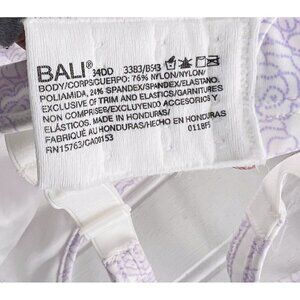 BALI® 34DD 3383/B543
BODY/CORPS/CUERPO: 76% NYLON/NYLON/
POLIAMIDA, 24% SPANDEX/SPANDEX/ELASTANO.
EXCLUSIVE OF TRIM AND ELASTICS/GARNITURES
NON COMPRISES/EXCLUYENDO ACCESORIOS Y
ELÁSTICOS. MADE IN HONDURAS/
FABRIQUÉ AU HONDURAS/HECHO EN HONDURAS
RN15763/CA00153 011BF5